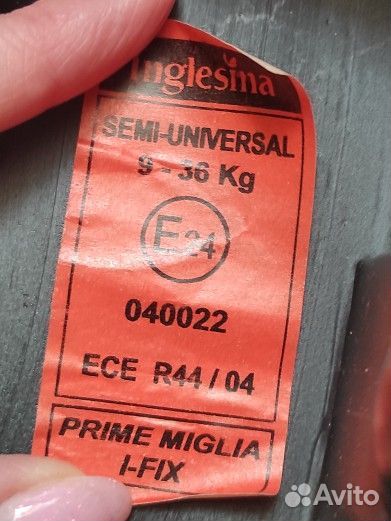 Inglesina
SEMI-UNIVERSAL
9 - 36 Kg
E24
040022
ECE R44 / 04
PRIME MIGLIA
I-FIX
Avito